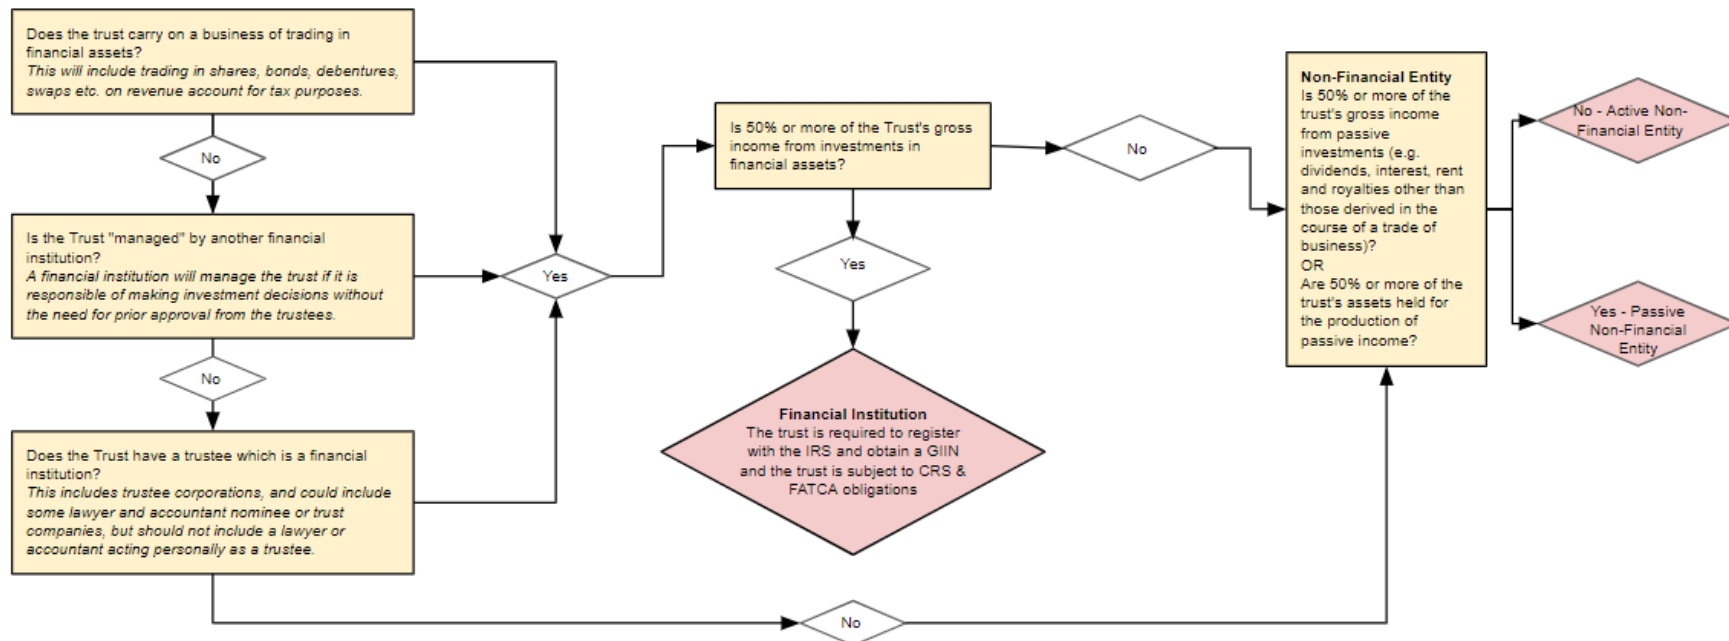 Does the trust carry on a business of trading in
financial assets?
This will include trading in shares, bonds, debentures,
swaps etc. on revenue account for tax purposes.
No
Is the Trust "managed" by another financial
institution?
A financial institution will manage the trust if it is
responsible of making investment decisions without
the need for prior approval from the trustees.
No
Does the Trust have a trustee which is a financial
institution?
This includes trustee corporations, and could include
some lawyer and accountant nominee or trust
companies, but should not include a lawyer or
accountant acting personally as a trustee.
Yes
Is 50% or more of the Trust's gross
income from investments in
financial assets?
Yes
Financial Institution
The trust is required to register
with the IRS and obtain a GIIN
and the trust is subject to CRS &
FATCA obligations
No
No
Non-Financial Entity
Is 50% or more of the
trust's gross income
from passive
investments (e.g.
dividends, interest, rent
and royalties other than
those derived in the
course of a trade of
business)?
OR
Are 50% or more of the
trust's assets held for
the production of
passive income?
No - Active Non-
Financial Entity
Yes - Passive
Non-Financial
Entity